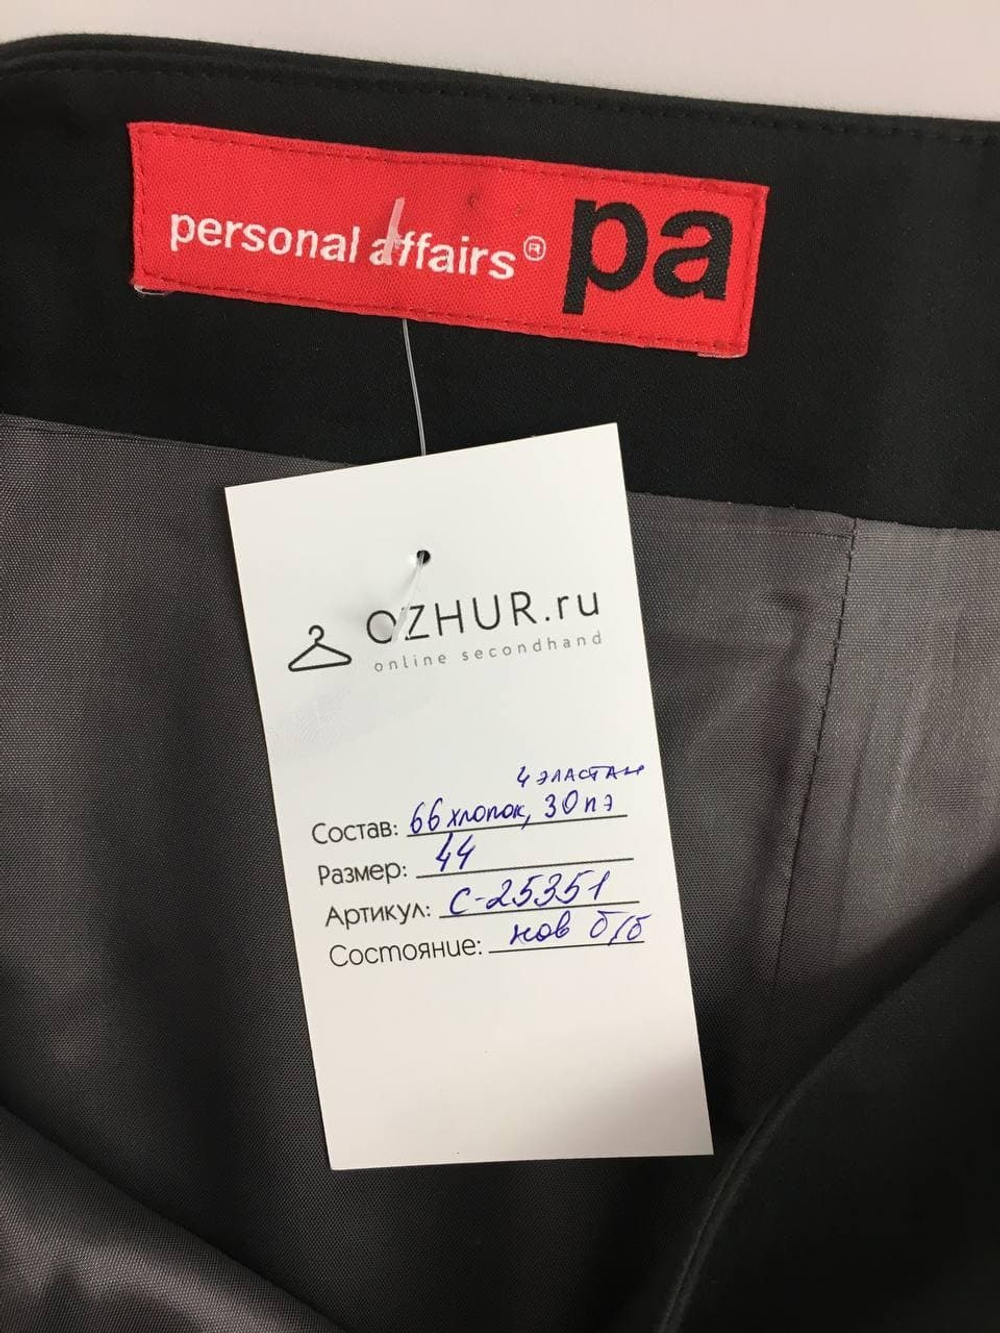 personal affairs® pa
OZHUR.ru
online secondhand
4 эластан
Состав: 66 хлопок, 30 пэ
Размер: 44
Артикул: С-25351
Состояние: нов б/б